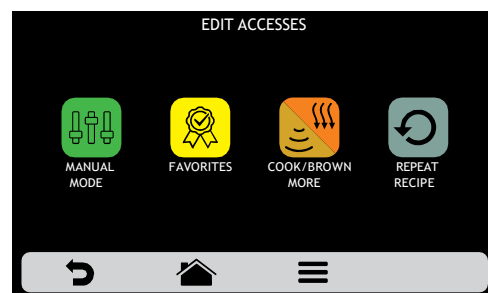 EDIT ACCESSES
MANUAL
MODE
FAVORITES
COOK/BROWN
MORE
REPEAT
RECIPE